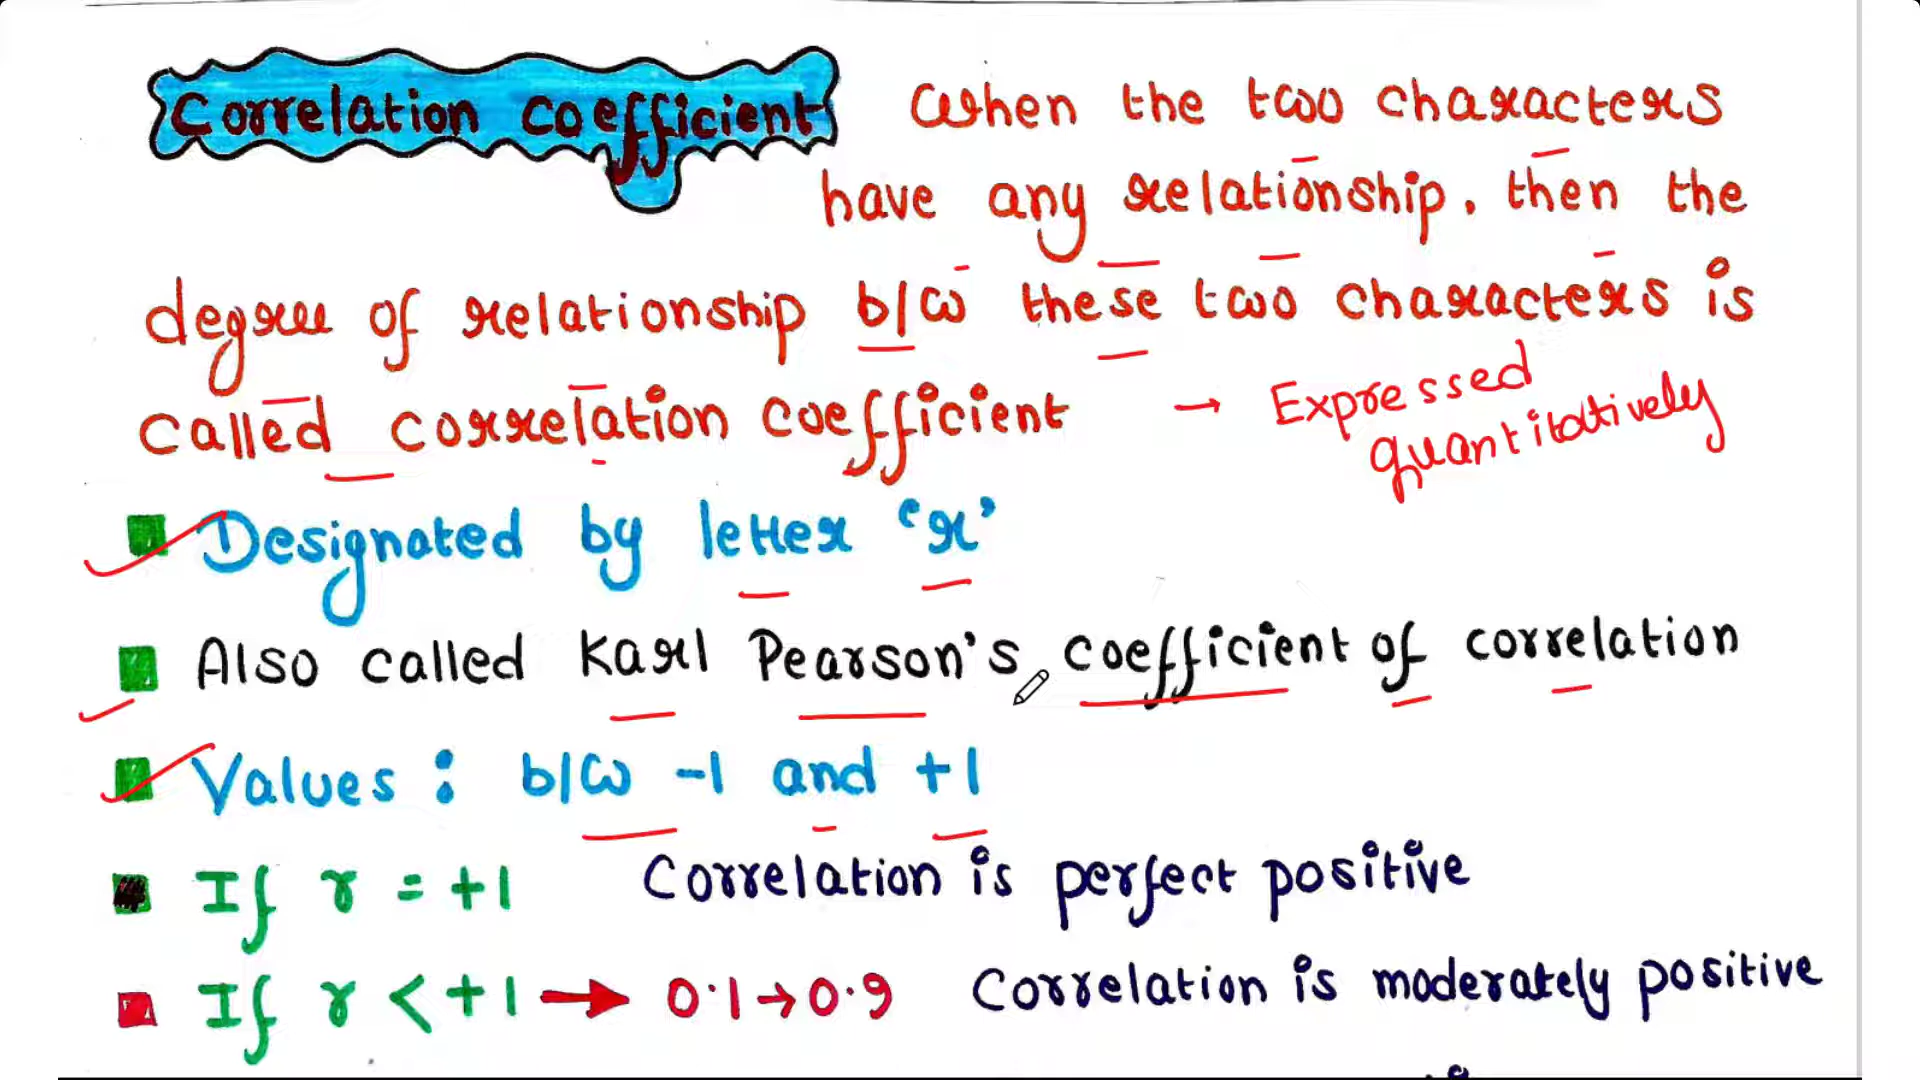 Correlation Coefficient
When the two characters
have any relationship, then the
degree of relationship b/w these two characters is
called correlation coefficient → Expressed
quantitatively
Designated by letter 'r'
Also called Karl Pearson's coefficient of correlation
Values : b/w -1 and +1
If r = +1 Correlation is perfect positive
If r < +1 → 0.1 → 0.9 Correlation is moderately positive